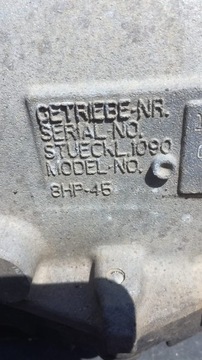 GETRIEBE-NR.
SERIAL-NO.
STUECKL.1090
MODEL-NO.
8HP-45